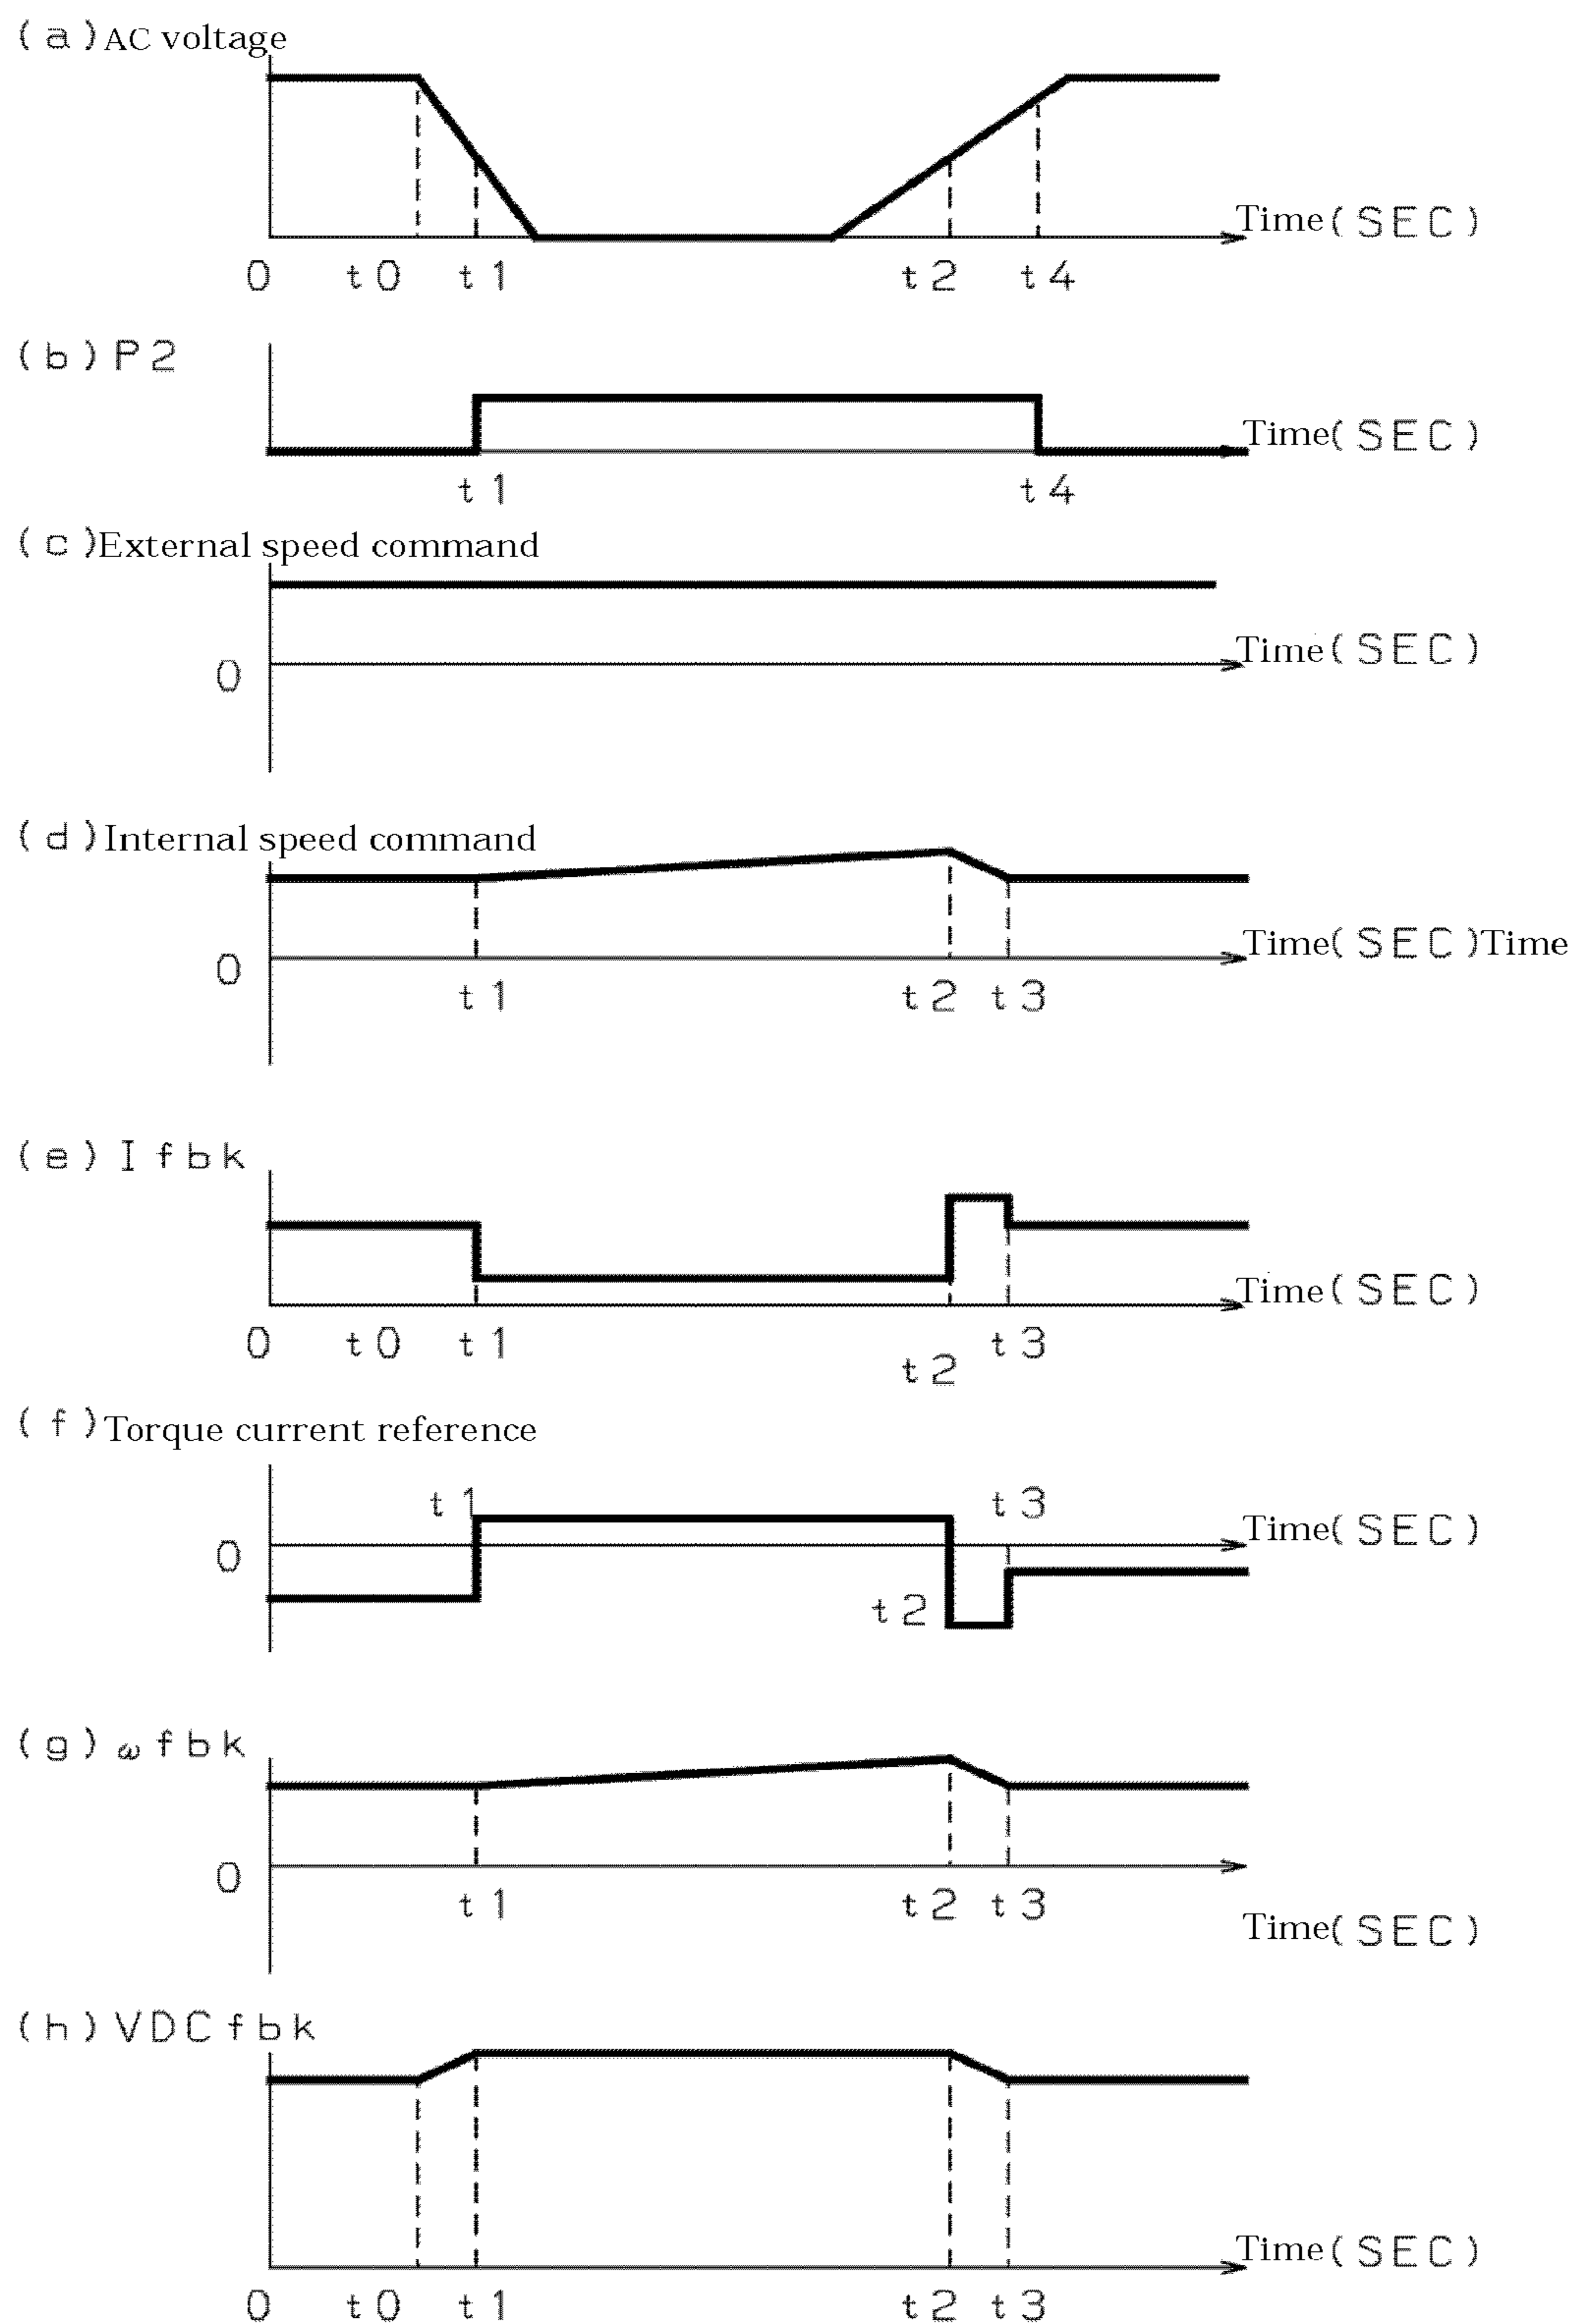 (a)AC voltage
Time(SEC)
0 t0 t1 t2 t4
(b)P2
Time(SEC)
t1 t4
(c)External speed command
Time(SEC)
0
(d)Internal speed command
Time(SEC)Time
0
t1 t2 t3
(e)Ifbk
Time(SEC)
0 t0 t1 t2 t3
(f)Torque current reference
t1 t3
Time(SEC)
0
t2
(g)ωfbk
0
t1 t2 t3
Time(SEC)
(h)VDCfbk
Time(SEC)
0 t0 t1 t2 t3